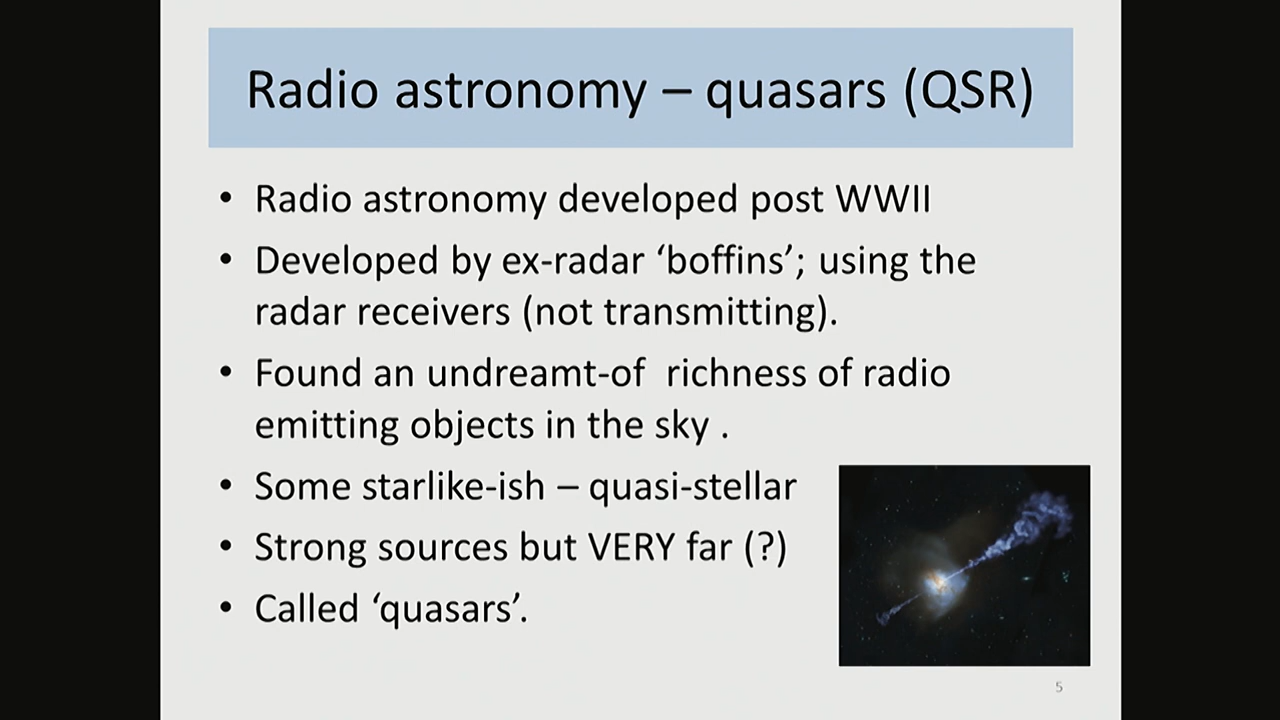 Radio astronomy – quasars (QSR)
• Radio astronomy developed post WWII
• Developed by ex-radar ‘boffins’; using the
radar receivers (not transmitting).
• Found an undreamt-of  richness of radio
emitting objects in the sky .
• Some starlike-ish – quasi-stellar
• Strong sources but VERY far (?)
• Called ‘quasars’.
5